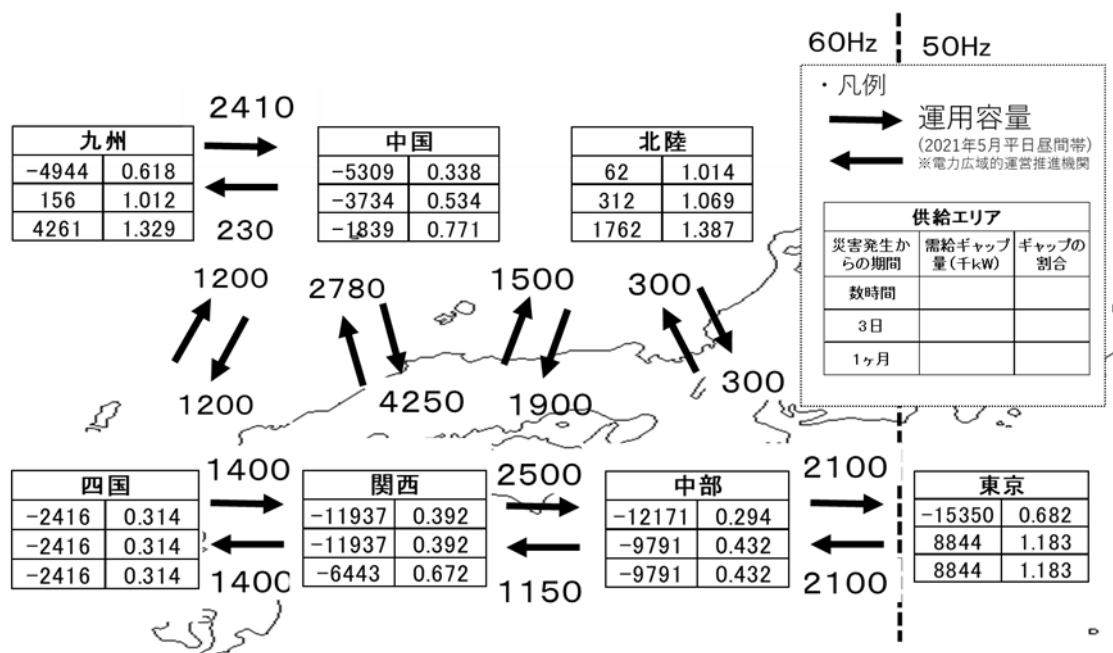 60Hz 50Hz
・凡例
運用容量
(2021年5月平日昼間帯)
※電力広域的運営推進機関
供給エリア
災害発生からの期間 需給ギャップ量(千kW) ギャップの割合
数時間
3日
1ヶ月
2410
九州
-4944 0.618
156 1.012
4261 1.329
230
中国
-5309 0.338
-3734 0.534
-1839 0.771
北陸
62 1.014
312 1.069
1762 1.387
1200
2780
1500
300
1200
4250
1900
300
四国
-2416 0.314
-2416 0.314
-2416 0.314
1400
1400
関西
-11937 0.392
-11937 0.392
-6443 0.672
2500
1150
中部
-12171 0.294
-9791 0.432
-9791 0.432
2100
2100
東京
-15350 0.682
8844 1.183
8844 1.183